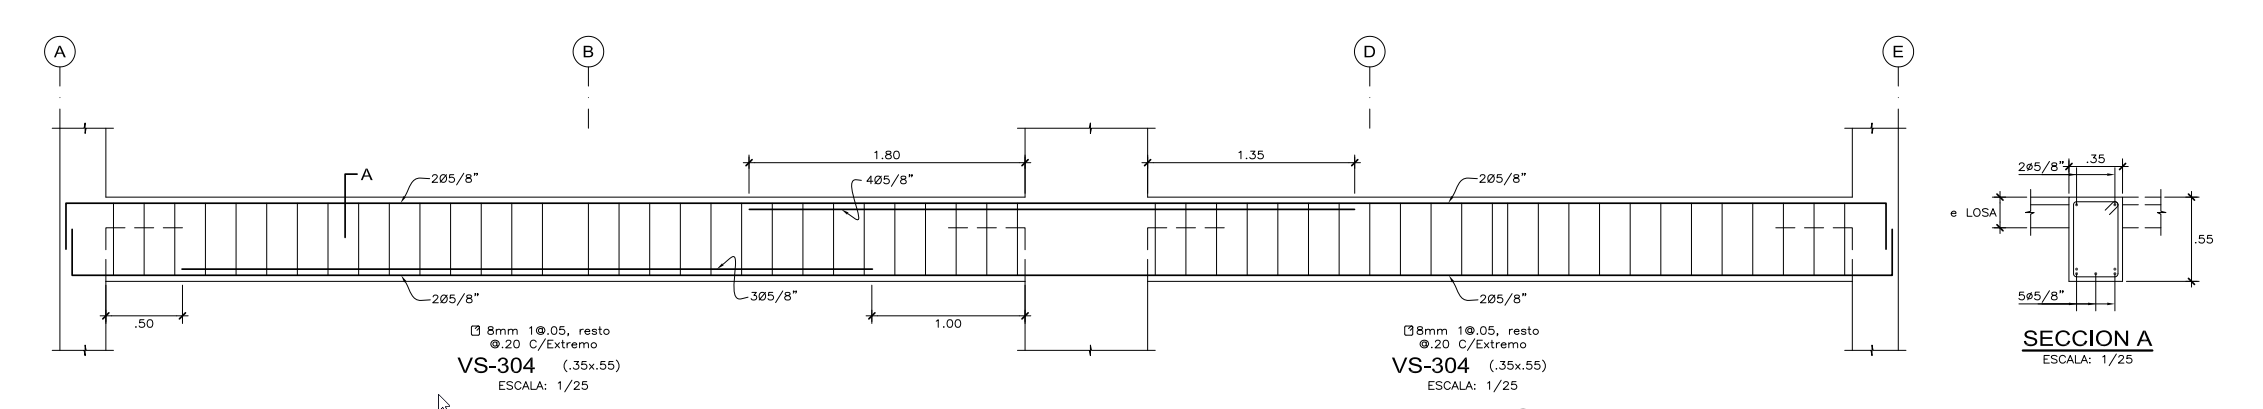 A
B
D
E
1.80
1.35
A
2Ø5/8"
4Ø5/8"
2Ø5/8"
2ø5/8"
.35
e LOSA
.55
2Ø5/8"
3Ø5/8"
2Ø5/8"
5ø5/8"
.50
1.00
8mm 1@.05, resto
@.20 C/Extremo
VS-304 (.35x.55)
ESCALA: 1/25
8mm 1@.05, resto
@.20 C/Extremo
VS-304 (.35x.55)
ESCALA: 1/25
SECCION A
ESCALA: 1/25